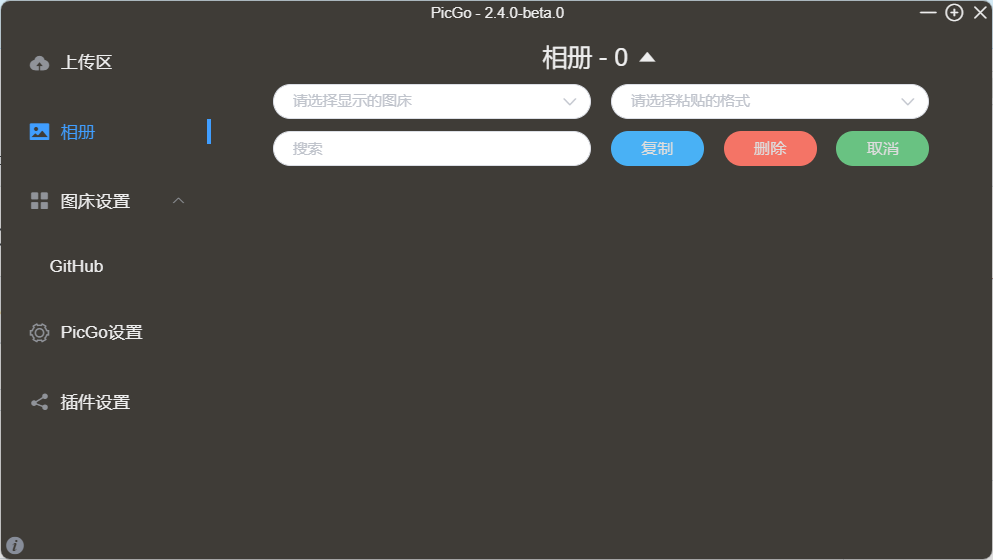 PicGo - 2.4.0-beta.0
上传区
相册
图床设置
GitHub
PicGo设置
插件设置
相册 - 0
请选择显示的图床
请选择粘贴的格式
搜索
复制
删除
取消